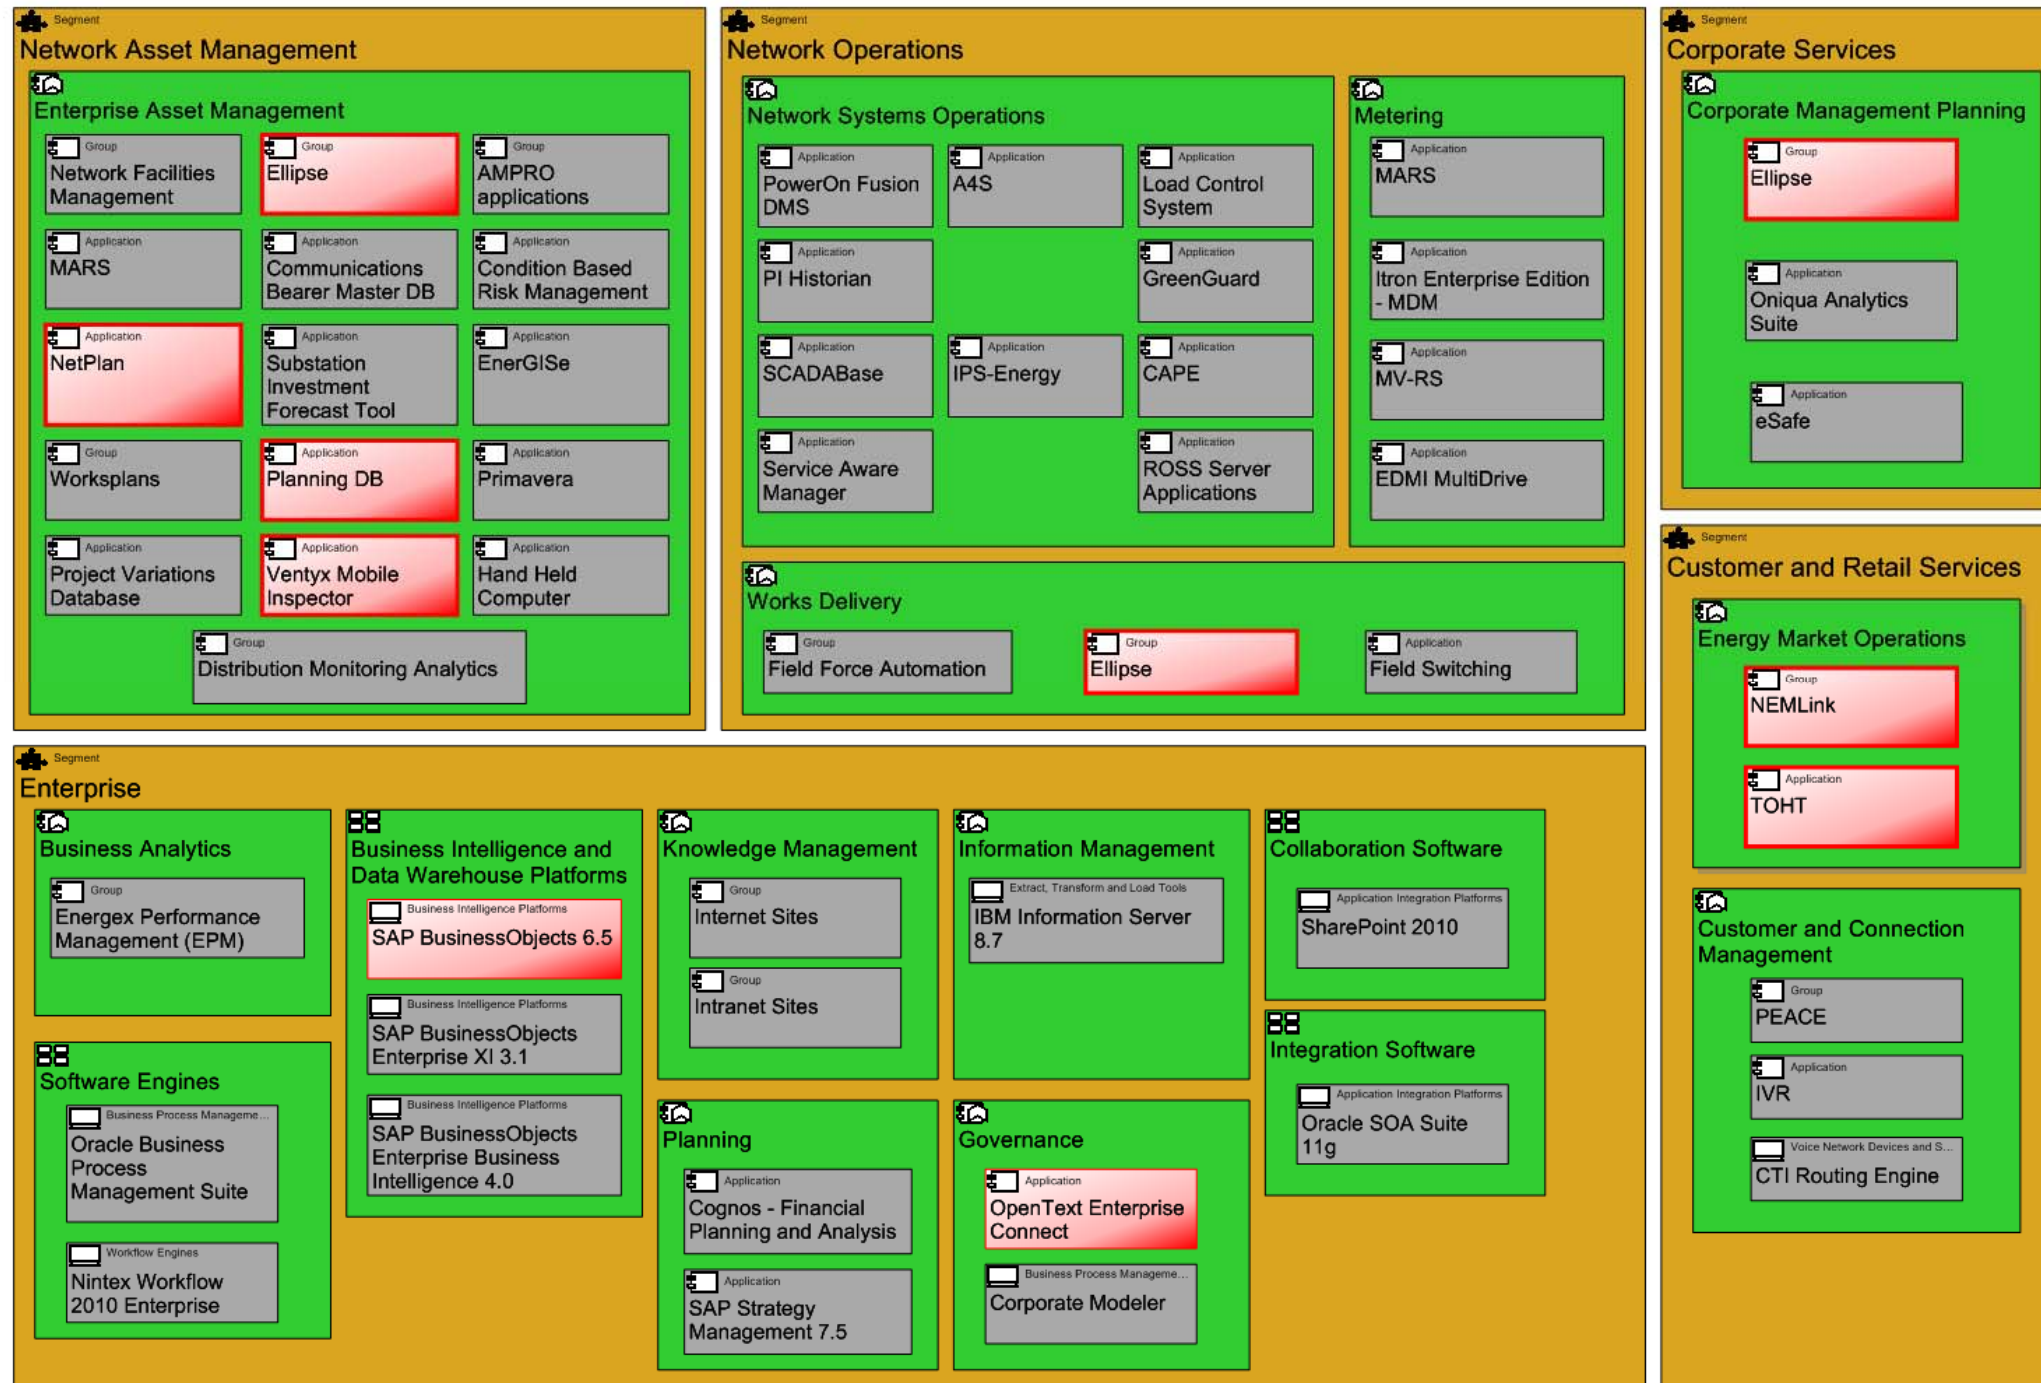 Segment
Network Asset Management
Enterprise Asset Management
Group
Network Facilities
Management
Group
Ellipse
Group
AMPRO
applications
Application
MARS
Application
Communications
Bearer Master DB
Application
Condition Based
Risk Management
Application
NetPlan
Application
Substation
Investment
Forecast Tool
Application
EnerGISe
Group
Worksplans
Application
Planning DB
Application
Primavera
Application
Project Variations
Database
Application
Ventyx Mobile
Inspector
Application
Hand Held
Computer
Group
Distribution Monitoring Analytics
Segment
Network Operations
Network Systems Operations
Application
PowerOn Fusion
DMS
Application
A4S
Application
Load Control
System
Application
PI Historian
Application
GreenGuard
Application
SCADABase
Application
IPS-Energy
Application
CAPE
Application
Service Aware
Manager
Application
ROSS Server
Applications
Metering
Application
MARS
Application
Itron Enterprise Edition
- MDM
Application
MV-RS
Application
EDMI MultiDrive
Works Delivery
Group
Field Force Automation
Group
Ellipse
Application
Field Switching
Segment
Corporate Services
Corporate Management Planning
Group
Ellipse
Application
Oniqua Analytics
Suite
Application
eSafe
Segment
Customer and Retail Services
Energy Market Operations
Group
NEMLink
Application
TOHT
Customer and Connection
Management
Group
PEACE
Application
IVR
Voice Network Devices and S...
CTI Routing Engine
Segment
Enterprise
Business Analytics
Group
Energex Performance
Management (EPM)
Software Engines
Business Process Manageme...
Oracle Business
Process
Management Suite
Workflow Engines
Nintex Workflow
2010 Enterprise
Business Intelligence and
Data Warehouse Platforms
Business Intelligence Platforms
SAP BusinessObjects 6.5
Business Intelligence Platforms
SAP BusinessObjects
Enterprise XI 3.1
Business Intelligence Platforms
SAP BusinessObjects
Enterprise Business
Intelligence 4.0
Knowledge Management
Group
Internet Sites
Group
Intranet Sites
Planning
Application
Cognos - Financial
Planning and Analysis
Application
SAP Strategy
Management 7.5
Information Management
Extract, Transform and Load Tools
IBM Information Server
8.7
Governance
Application
OpenText Enterprise
Connect
Business Process Manageme...
Corporate Modeler
Collaboration Software
Application Integration Platforms
SharePoint 2010
Integration Software
Application Integration Platforms
Oracle SOA Suite
11g